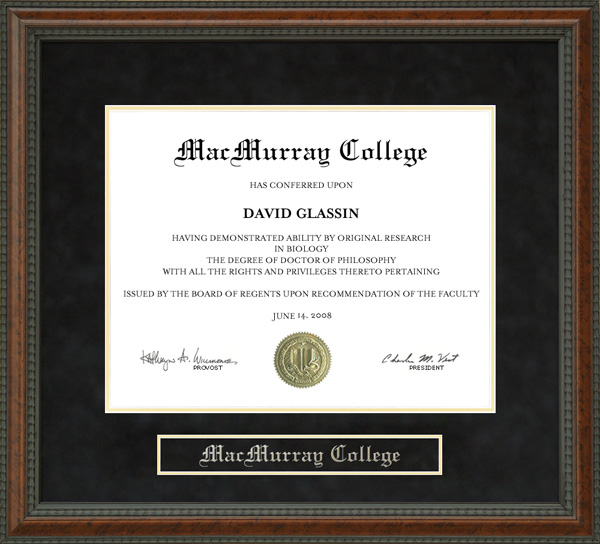 MacMurray College
HAS CONFERRED UPON
DAVID GLASSIN
HAVING DEMONSTRATED ABILITY BY ORIGINAL RESEARCH
IN BIOLOGY
THE DEGREE OF DOCTOR OF PHILOSOPHY
WITH ALL THE RIGHTS AND PRIVILEGES THERETO PERTAINING
ISSUED BY THE BOARD OF REGENTS UPON RECOMMENDATION OF THE FACULTY
JUNE 14, 2008
Charles M. Vest
PROVOST PRESIDENT
MacMurray College